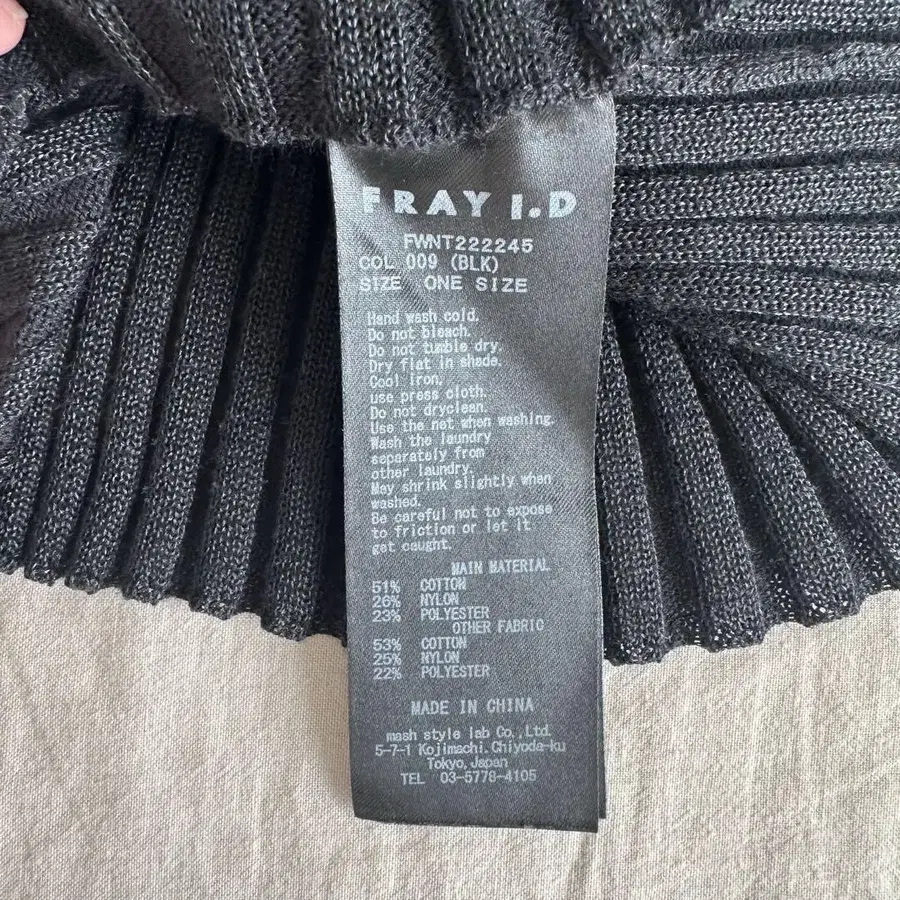 FRAY I.D
FWNT222245
COL 009 (BLK)
SIZE ONE SIZE
Hand wash cold.
Do not bleach.
Do not tumble dry.
Dry flat in shade.
Cool iron,
use press cloth.
Do not dryclean.
Use the net when washing.
Wash the laundry
separately from
other laundry.
May shrink slightly when
washed.
Be careful not to expose
to friction or let it
get caught.
MAIN MATERIAL
51% COTTON
26% NYLON
23% POLYESTER
OTHER FABRIC
53% COTTON
25% NYLON
22% POLYESTER
MADE IN CHINA
mash style lab Co.,Ltd.
5-7-1 Kojimachi.Chiyoda-ku
Tokyo,Japan
TEL 03-5778-4105